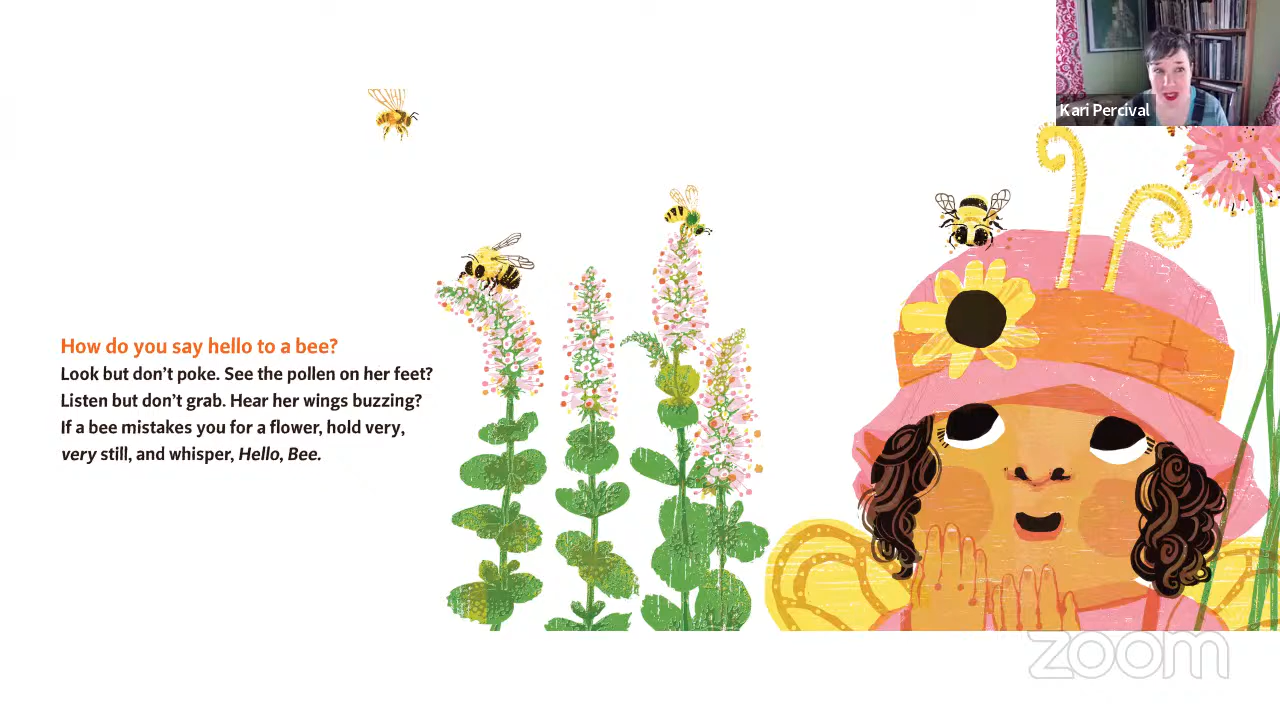 Kari Percival
How do you say hello to a bee?
Look but don't poke. See the pollen on her feet?
Listen but don't grab. Hear her wings buzzing?
If a bee mistakes you for a flower, hold very,
very still, and whisper, Hello, Bee.
zoom